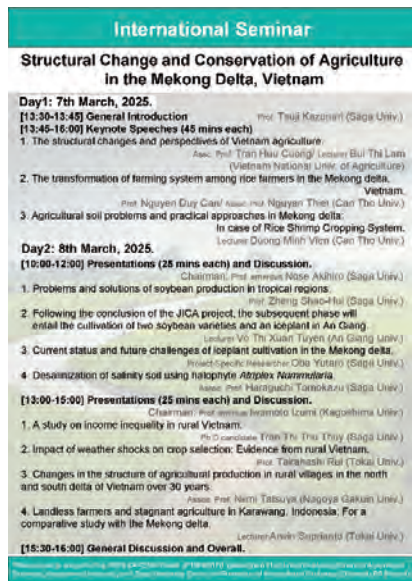 International Seminar
Structural Change and Conservation of Agriculture
in the Mekong Delta, Vietnam
Day1: 7th March, 2025.
[13:30-13:45] General Introduction Prof. Tsuji Kazunari (Saga Univ.)
[13:45-16:00] Keynote Speeches (45 mins each)
1. The structural changes and perspectives of Vietnam agriculture.
Assoc. Prof. Tran Huu Cuong/ Lecturer Bui Thi Lam
(Vietnam National Univ. of Agriculture)
2. The transformation of farming system among rice farmers in the Mekong delta,
Vietnam.
Prof. Nguyen Duy Can/ Assoc. Prof. Nguyen Thien (Can Tho Univ.)
3. Agricultural soil problems and practical approaches in Mekong delta:
In case of Rice Shrimp Cropping System.
Lecturer Duong Minh Vien (Can Tho Univ.)
Day2: 8th March, 2025.
[10:00-12:00] Presentations (25 mins each) and Discussion.
Chairman: Prof. emeritus Nose Akihiro (Saga Univ.)
1. Problems and solutions of soybean production in tropical regions.
Prof. Zheng Shao-Hui (Saga Univ.)
2. Following the conclusion of the JICA project, the subsequent phase will
entail the cultivation of two soybean varieties and an iceplant in An Giang.
Lecturer Vo Thi Xuan Tuyen (An Giang Univ.)
3. Current status and future challenges of iceplant cultivation in the Mekong delta.
Project-Specific Researcher Oba Yutaro (Saga Univ.)
4. Desalinization of salinity soil using halophyte Atriplex Nummularia.
Assoc. Prof. Haraguchi Tomokazu (Saga Univ.)
[13:00-15:00] Presentations (25 mins each) and Discussion.
Chairman: Prof. emeritus Iwamoto Izumi (Kagoshima Univ.)
1. A study on income inequality in rural Vietnam.
Ph.D candidate Tran Thi Thu Thuy (Saga Univ.)
2. Impact of weather shocks on crop selection: Evidence from rural Vietnam.
Prof. Takahashi Rui (Tokai Univ.)
3. Changes in the structure of agricultural production in rural villages in the north
and south delta of Vietnam over 30 years.
Assoc. Prof. Niimi Tatsuya (Nagoya Gakuin Univ.)
4. Landless farmers and stagnant agriculture in Karawang, Indonesia: For a
comparative study with the Mekong delta.
Lecturer Arwin Suprianto (Tokai Univ.)
[15:30-16:00] General Discussion and Overall.